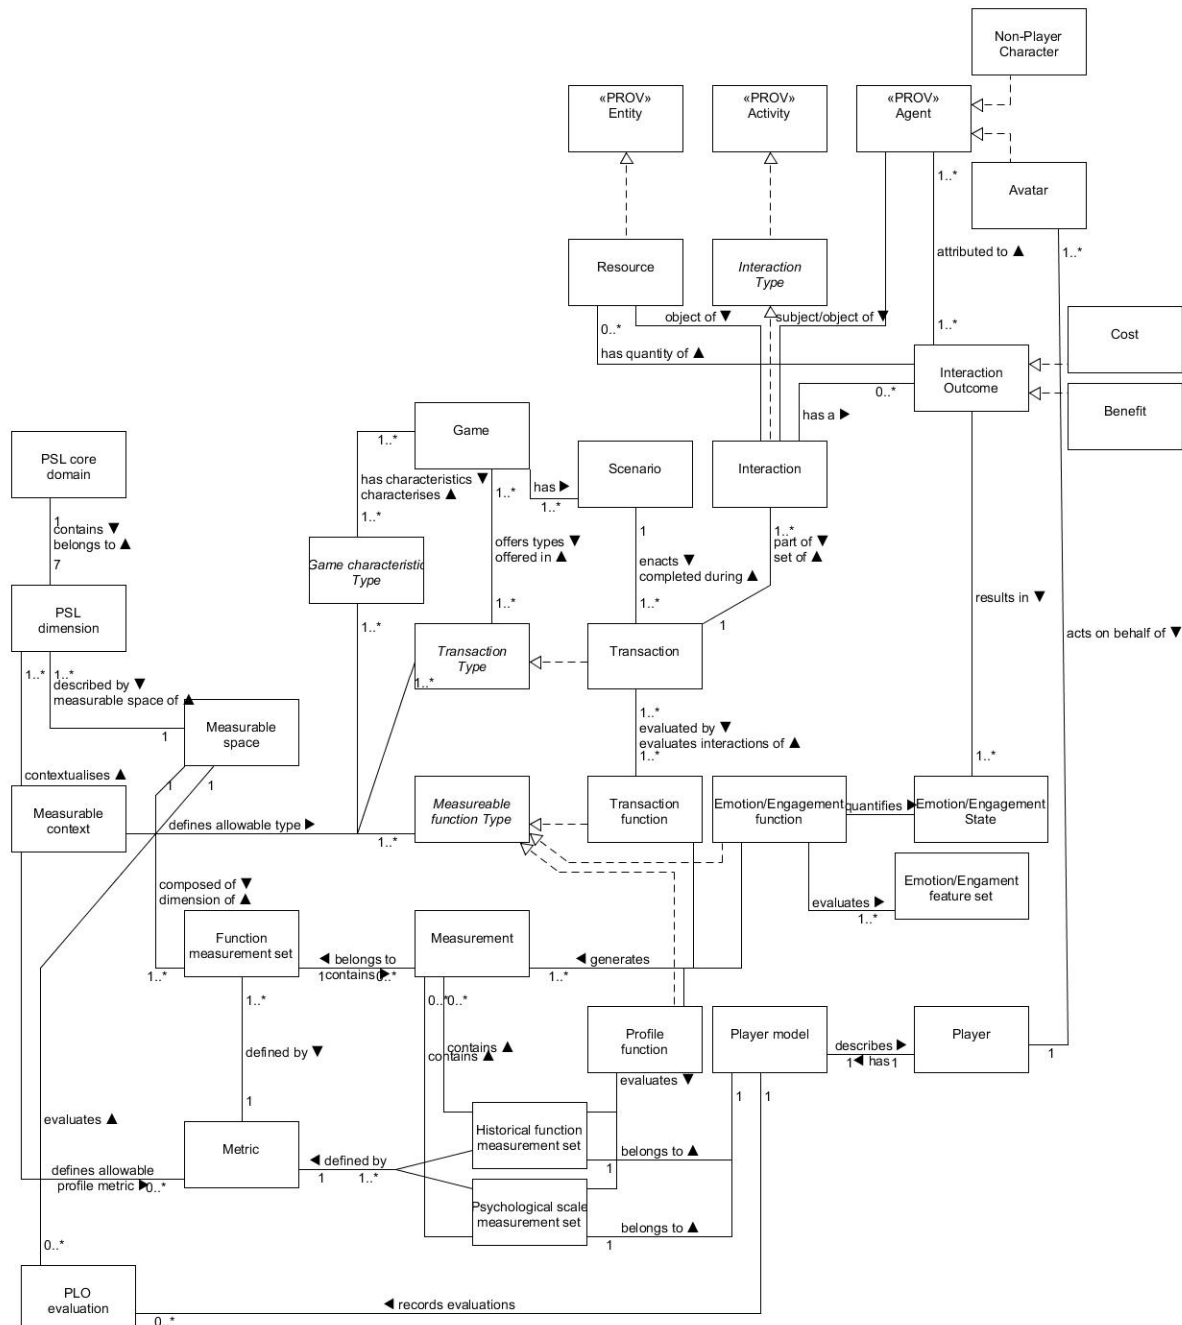 Non-Player
Character
«PROV»
Entity
«PROV»
Activity
«PROV»
Agent
1..*
Avatar
attributed to ▲
1..*
Resource
Interaction
Type
object of ▼
subject/object of ▼
0..*
1..*
has quantity of ▲
Cost
Interaction
Outcome
0..*
has a ►
Benefit
Game
1..*
PSL core
domain
Scenario
Interaction
has characteristics ▼
characterises ▲
1..*
has ►
1..*
1..*
1
contains ▼
belongs to ▲
7
Game characteristic
Type
offers types ▼
offered in ▲
1
enacts ▼
completed during ▲
1..*
part of ▼
set of ▲
PSL
dimension
1..*
1..*
1..*
1
results in ▼
acts on behalf of ▼
Transaction
Type
1..*
Transaction
1..*
1..*
described by ▼
measurable space of ▲
1
Measurable
space
1..*
evaluated by ▼
evaluates interactions of ▲
1..*
1..*
contextualises ▲
1
1
Measurable
context
defines allowable type ►
Measureable
function Type
1..*
Transaction
function
Emotion/Engagement
function
quantifies ►
Emotion/Engagement
State
composed of ▼
dimension of ▲
Emotion/Engament
feature set
evaluates ►
1..*
Function
measurement set
1..*
Measurement
◄ belongs to
contains ►
1
0..*
◄ generates
1..*
1..*
0..*
0..*
Profile
function
Player model
Player
defined by ▼
contains ▲
contains ▲
describes ►
1
◄ has
1
1
evaluates ▼
1
1
1
evaluates ▲
Metric
Historical function
measurement set
◄ defined by
1
1..*
belongs to ▲
1
defines allowable
profile metric ►
0..*
Psychological scale
measurement set
belongs to ▲
1
0..*
PLO
evaluation
◄ records evaluations
0..*